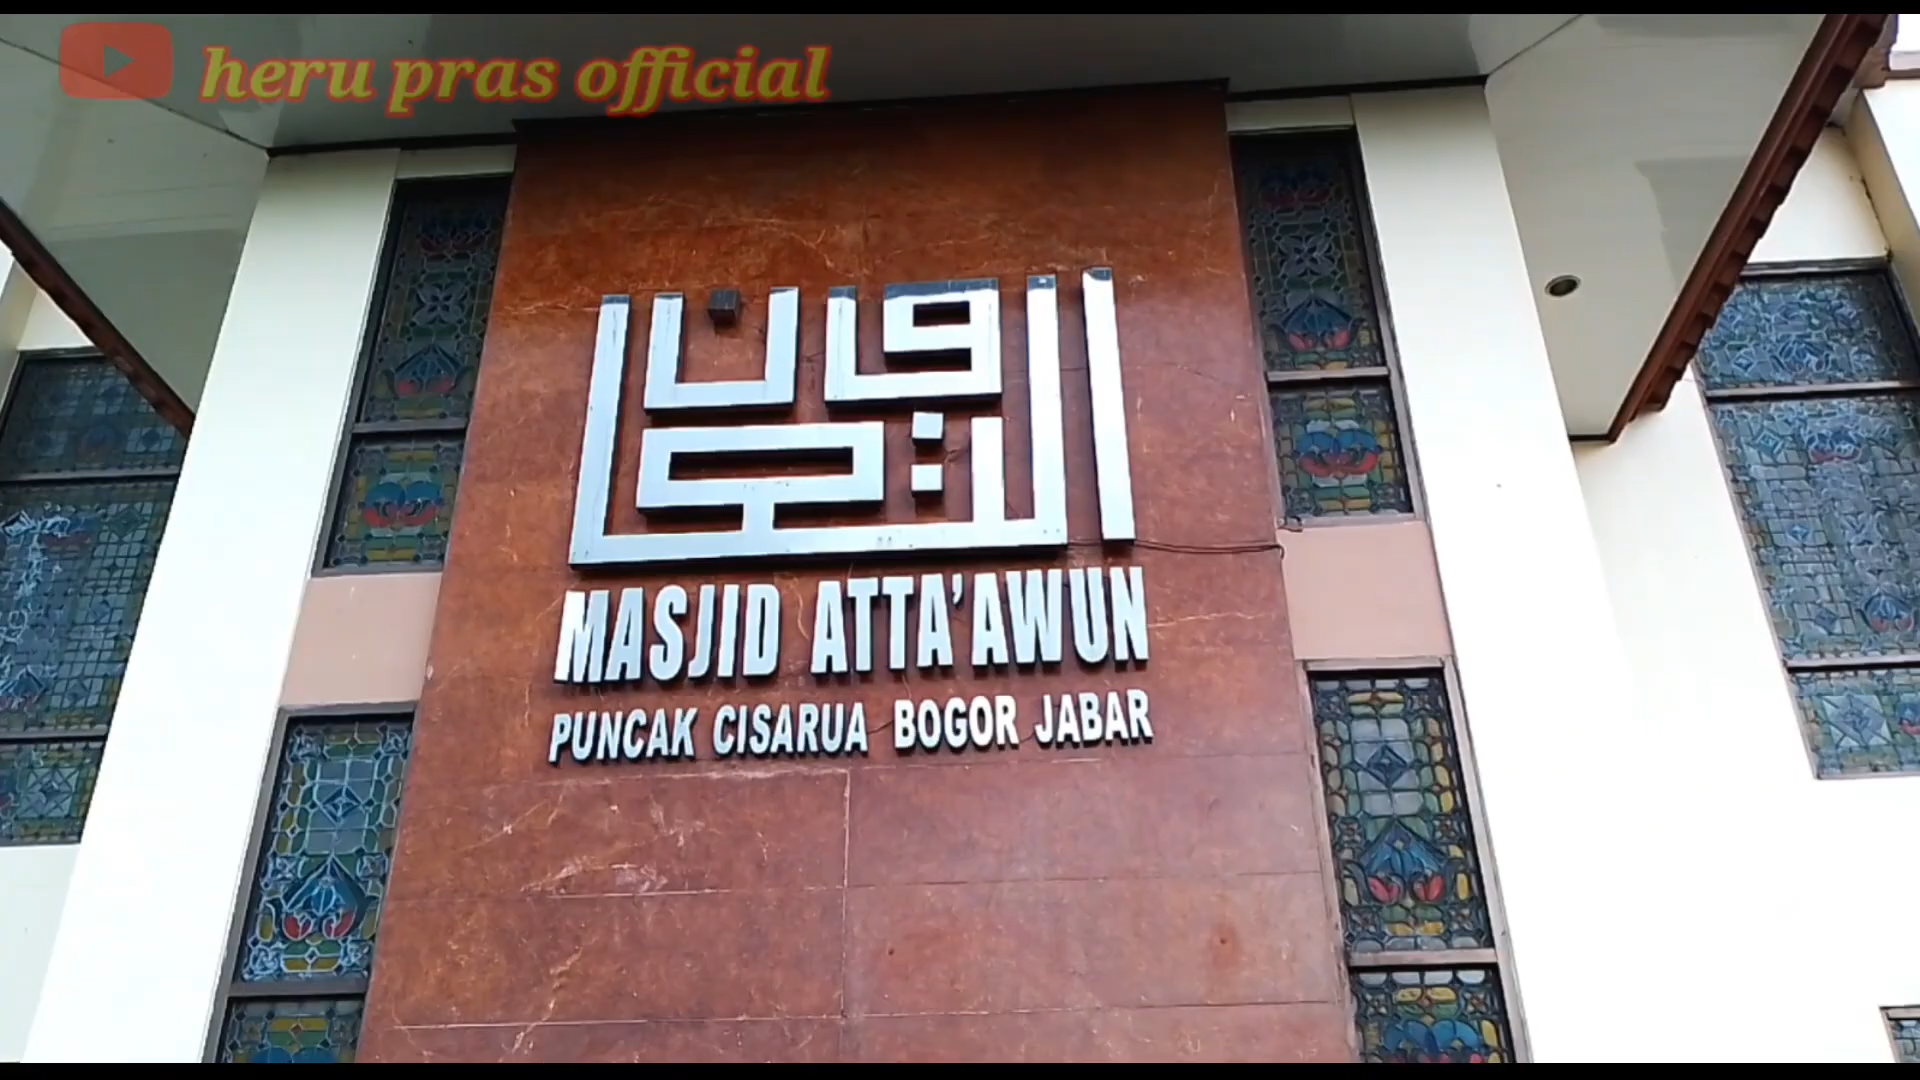 heru pras official
التعاون
MASJID ATTA'AWUN
PUNCAK CISARUA BOGOR JABAR